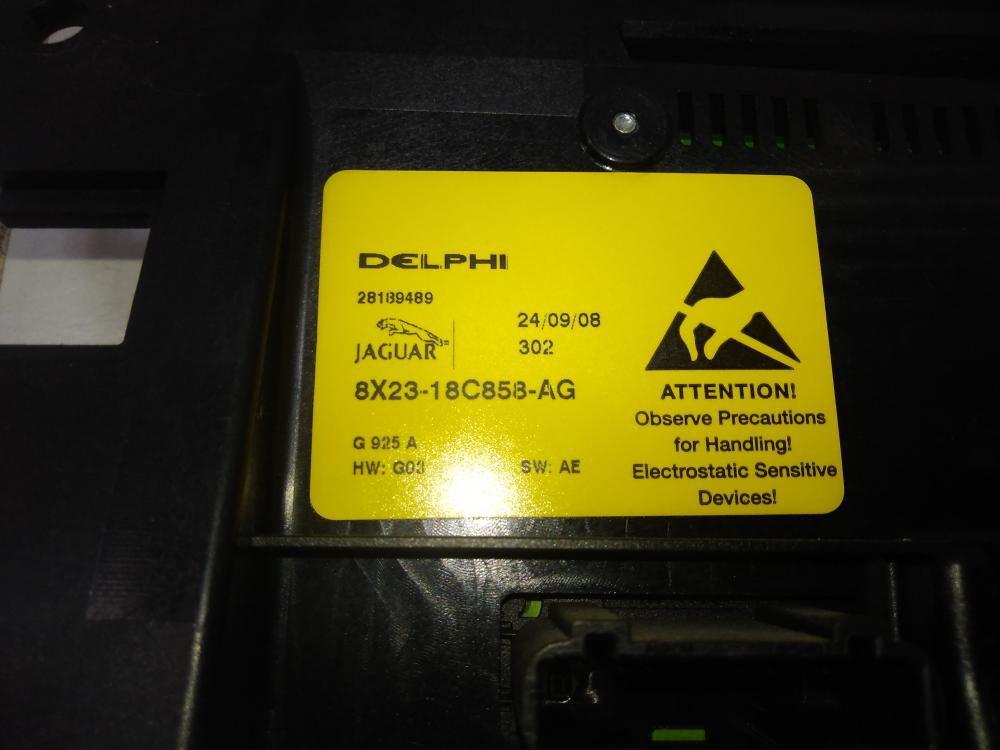 DELPHI
28189489
24/09/08
JAGUAR
302
8X23-18C858-AG
G 925 A
HW: G03
SW: AE
ATTENTION!
Observe Precautions
for Handling!
Electrostatic Sensitive
Devices!